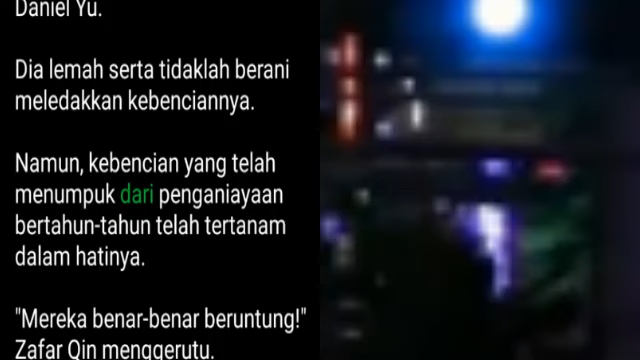 Daniel Yu.
Dia lemah serta tidaklah berani
meledakkan kebenciannya.
Namun, kebencian yang telah
menumpuk dari penganiayaan
bertahun-tahun telah tertanam
dalam hatinya.
"Mereka benar-benar beruntung!"
Zafar Qin menggerutu.